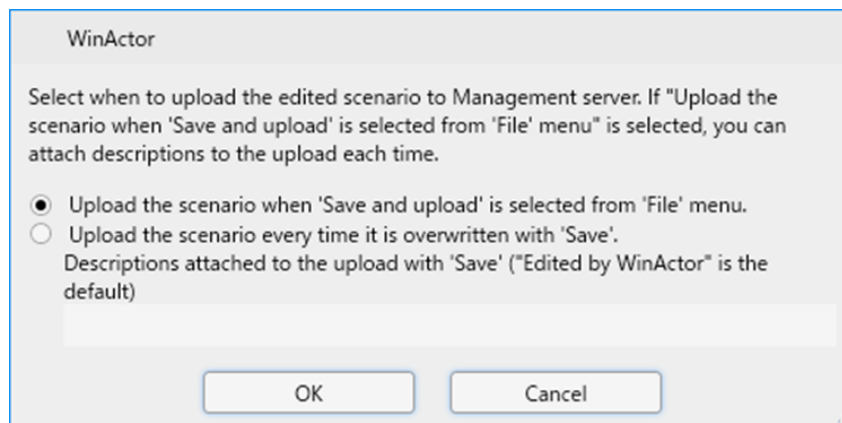 WinActor
Select when to upload the edited scenario to Management server. If "Upload the
scenario when 'Save and upload' is selected from 'File' menu" is selected, you can
attach descriptions to the upload each time.
Upload the scenario when 'Save and upload' is selected from 'File' menu.
Upload the scenario every time it is overwritten with 'Save'.
Descriptions attached to the upload with 'Save' ("Edited by WinActor" is the
default)
OK
Cancel